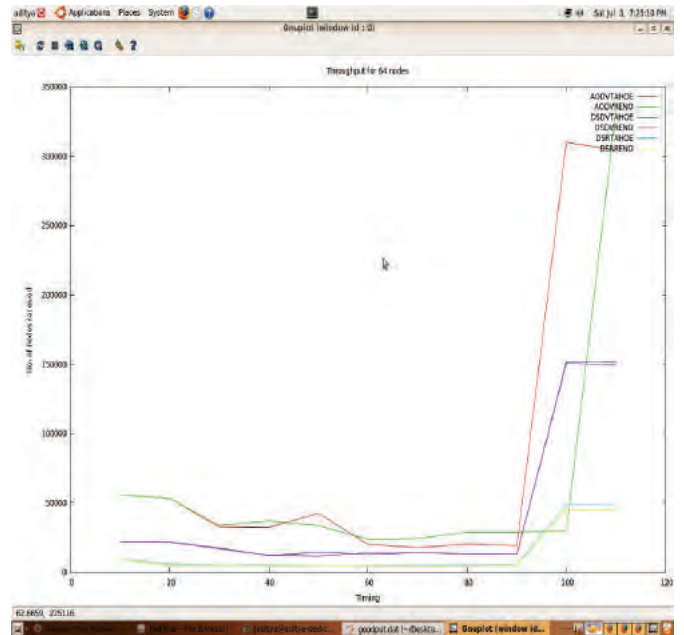 aditya Applications Places System Sat Jul 3, 7:25:10 PM
Gnuplot (window id : 0)
Throughput for 64 nodes
AODVTAHOE
AODVRENO
DSDVTAHOE
DSDVRENO
DSRTAHOE
DSRRENO
350000
300000
250000
200000
150000
100000
50000
0
0 20 40 60 80 100 120
Timing
62.6659, 225116
goodput.dat (~/Deskto... Gnuplot (window id...